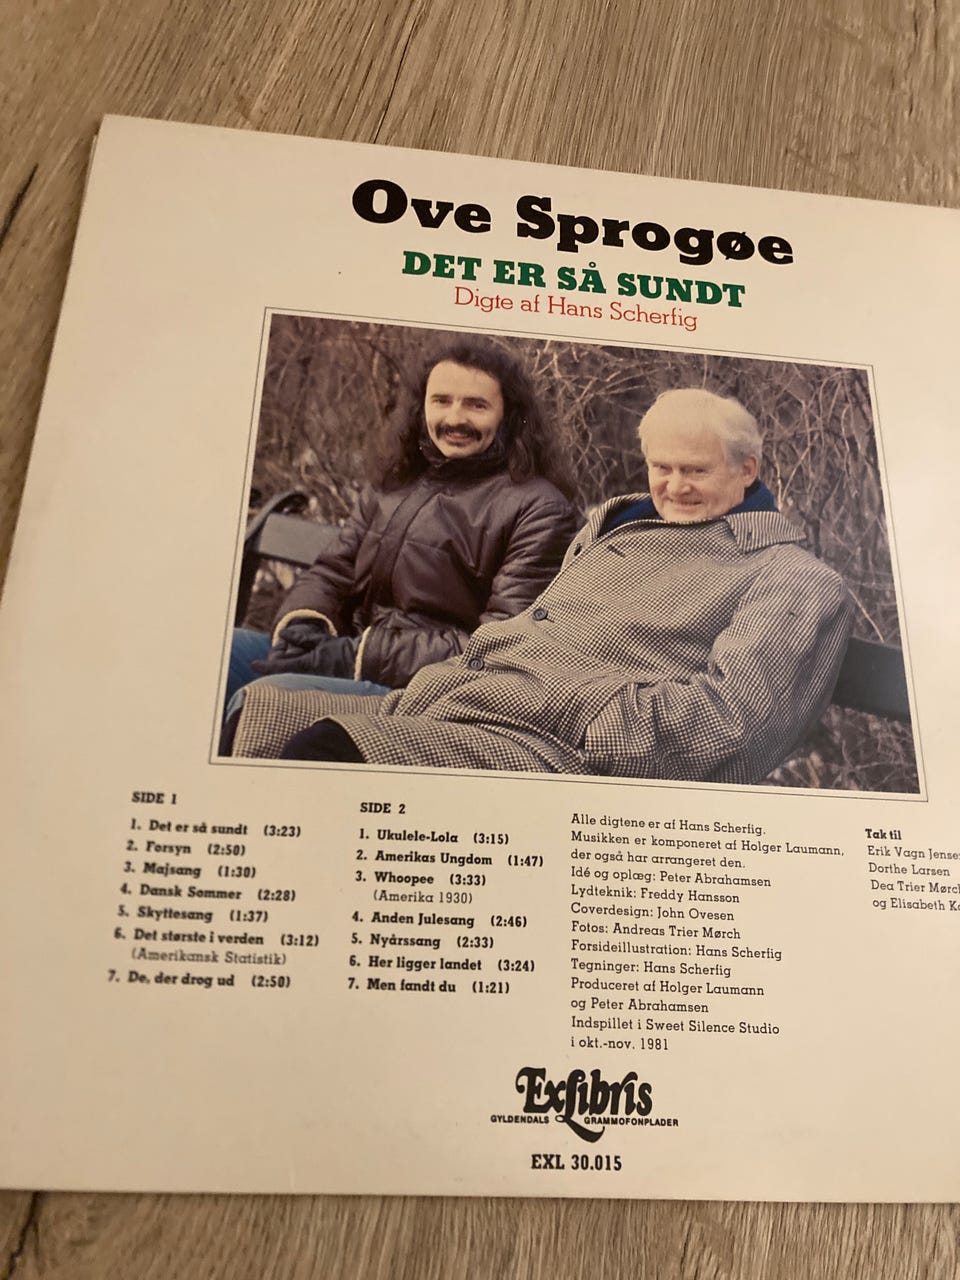 Ove Sprogøe
DET ER SÅ SUNDT
Digte af Hans Scherfig
SIDE 1
1. Det er så sundt (3:23)
2. Forsyn (2:50)
3. Majsang (1:30)
4. Dansk Sommer (2:28)
5. Skyttesang (1:37)
6. Det største i verden (3:12)
(Amerikansk Statistik)
7. De, der drog ud (2:50)
SIDE 2
1. Ukulele-Lola (3:15)
2. Amerikas Ungdom (1:47)
3. Whoopee (3:33)
(Amerika 1930)
4. Anden Julesang (2:46)
5. Nyårssang (2:33)
6. Her ligger landet (3:24)
7. Men fandt du (1:21)
Alle digtene er af Hans Scherfig.
Musikken er komponeret af Holger Laumann,
der også har arrangeret den.
Idé og oplæg: Peter Abrahamsen
Lydteknik: Freddy Hansson
Coverdesign: John Ovesen
Fotos: Andreas Trier Mørch
Forsideillustration: Hans Scherfig
Tegninger: Hans Scherfig
Produceret af Holger Laumann
og Peter Abrahamsen
Indspillet i Sweet Silence Studio
i okt.-nov. 1981
Tak til
Erik Vagn
Dorthe Larsen
Dea Trier
og Elisabeth
Exlibris
GYLDENDALS GRAMMOFONPLADER
EXL 30.015